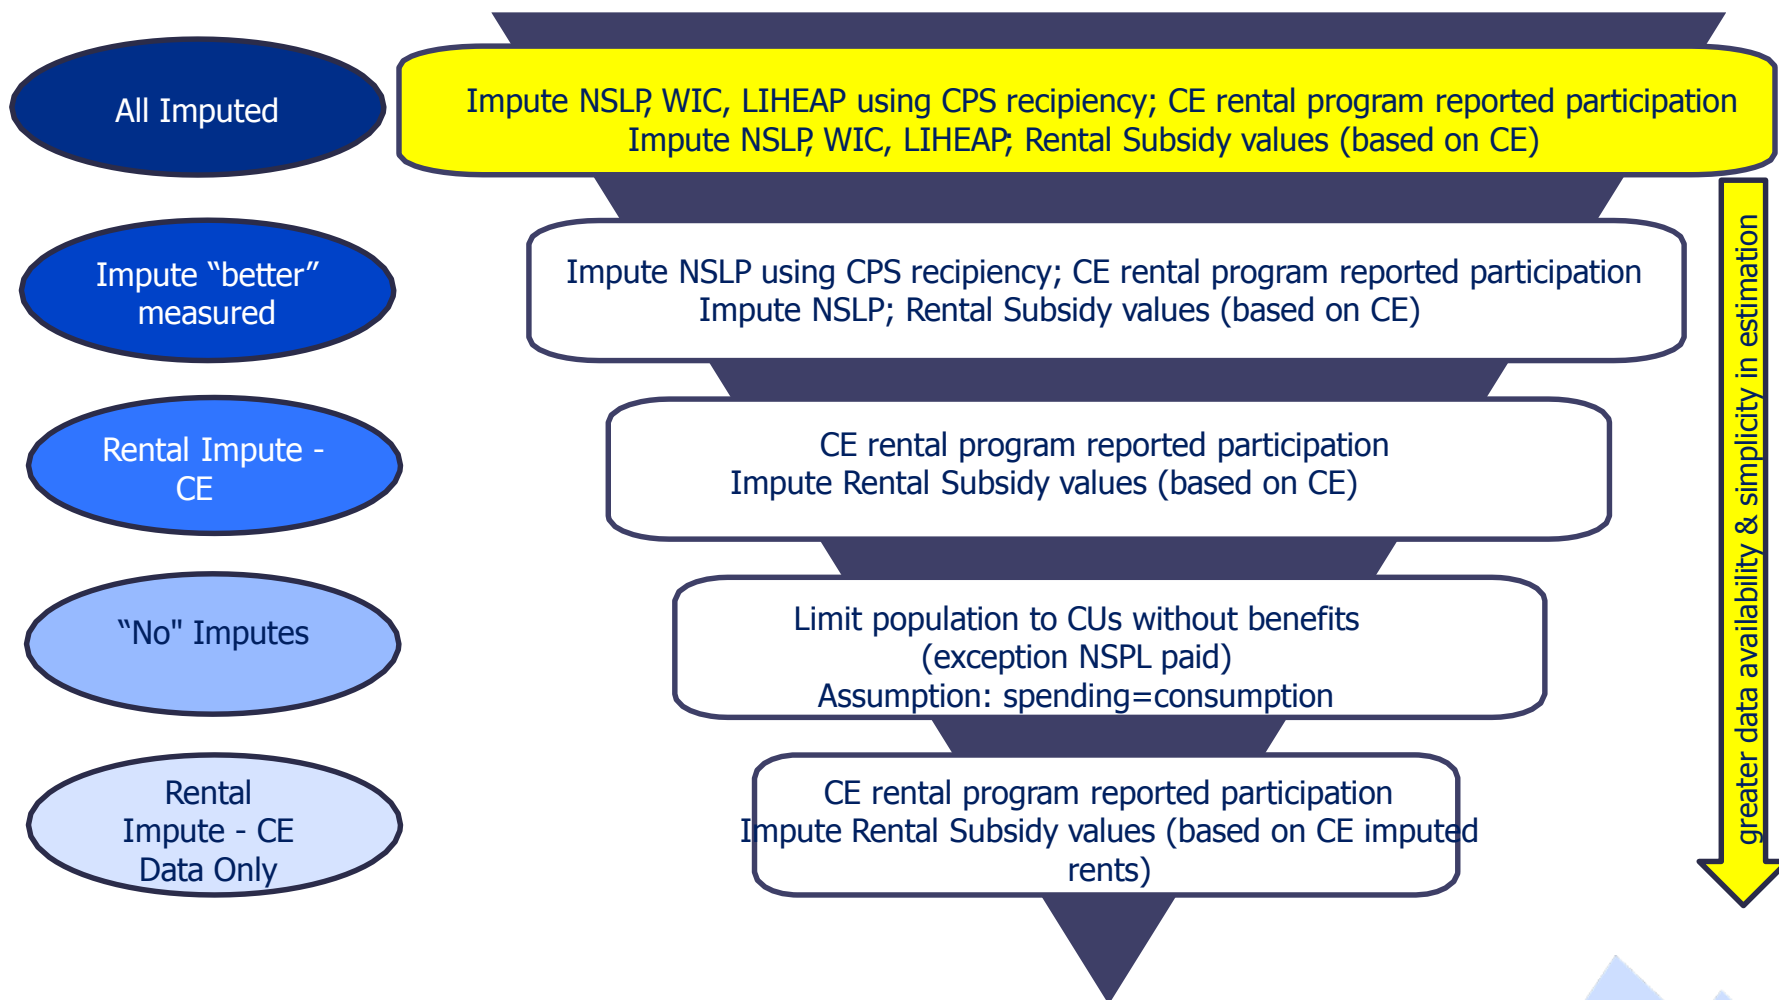 All Imputed
Impute NSLP, WIC, LIHEAP using CPS recipiency; CE rental program reported participation
Impute NSLP, WIC, LIHEAP; Rental Subsidy values (based on CE)
Impute “better”
measured
Impute NSLP using CPS recipiency; CE rental program reported participation
Impute NSLP; Rental Subsidy values (based on CE)
Rental Impute -
CE
CE rental program reported participation
Impute Rental Subsidy values (based on CE)
“No" Imputes
Limit population to CUs without benefits
(exception NSPL paid)
Assumption: spending=consumption
Rental
Impute - CE
Data Only
CE rental program reported participation
Impute Rental Subsidy values (based on CE imputed
rents)
greater data availability & simplicity in estimation